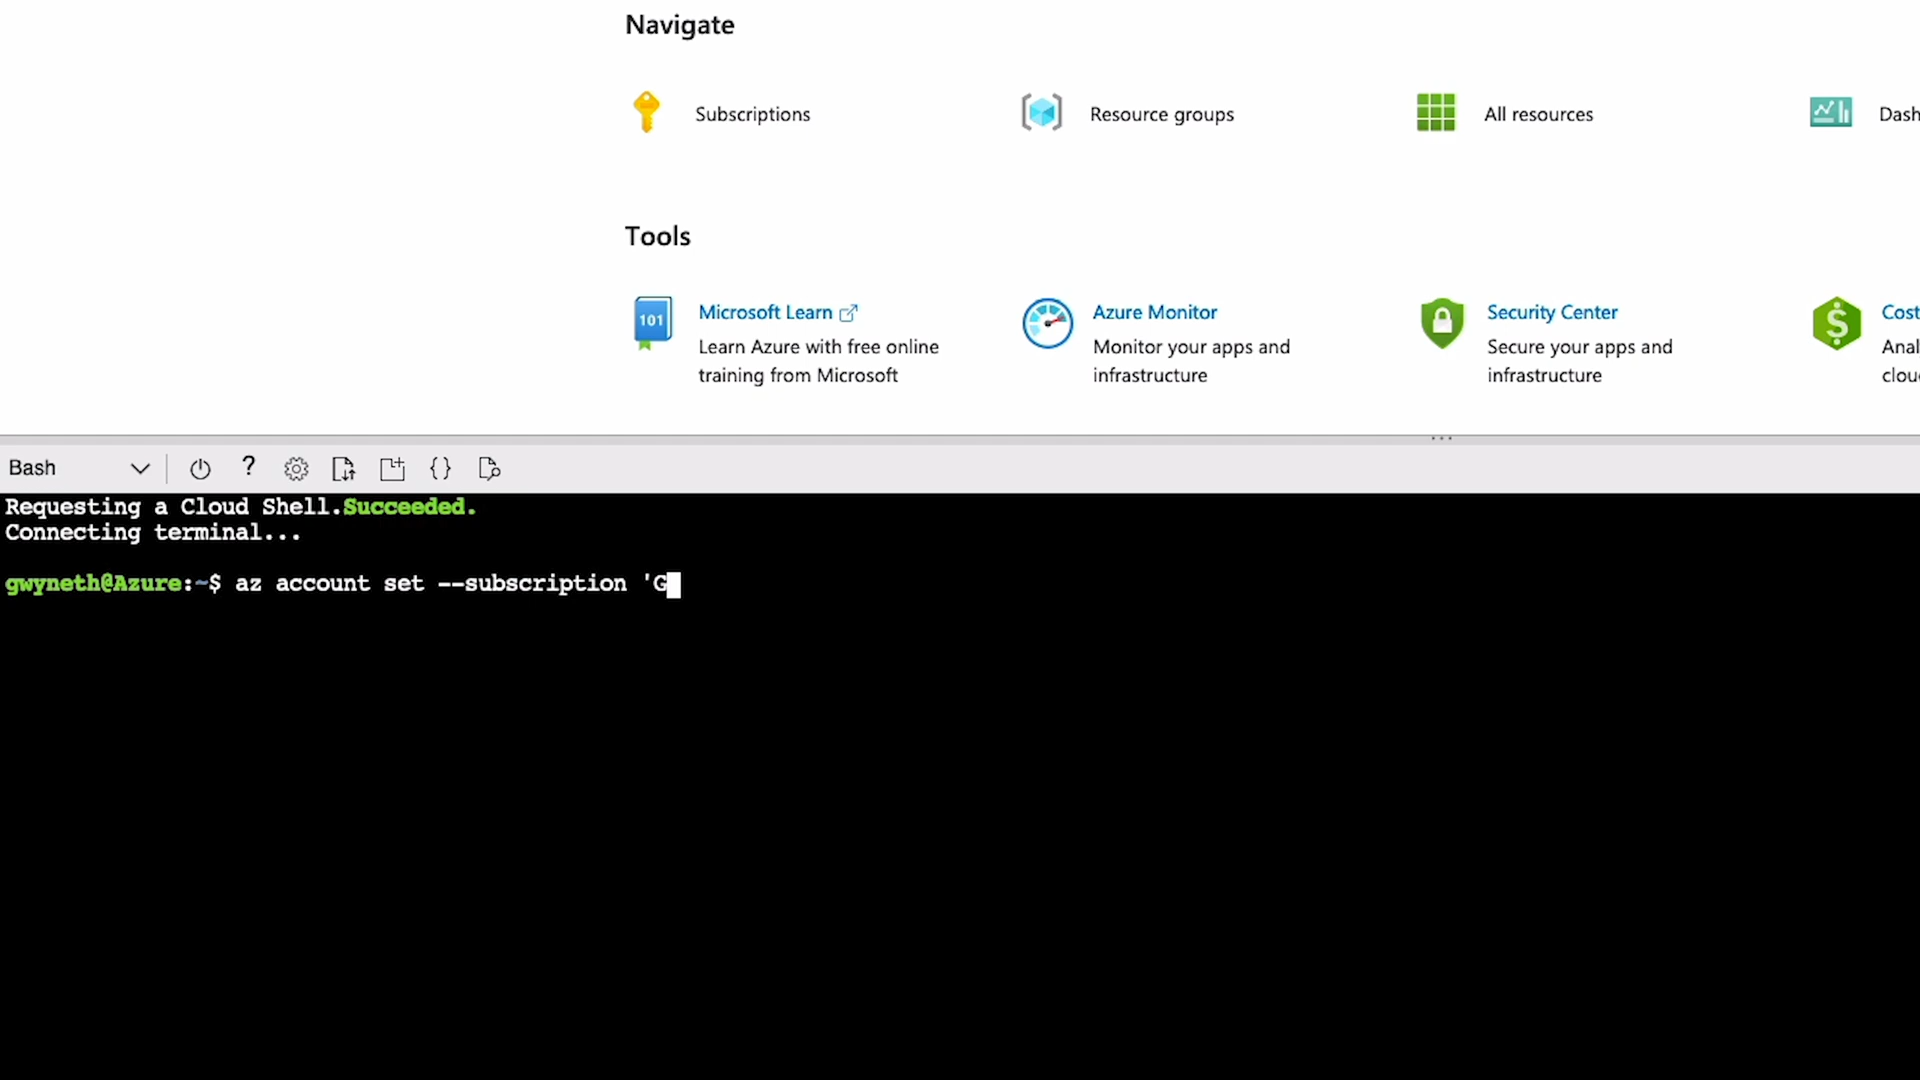 Navigate
Subscriptions
Resource groups
All resources
Dash
Tools
101
Microsoft Learn
Azure Monitor
Security Center
Cost
Learn Azure with free online
Monitor your apps and
Secure your apps and
Anal
training from Microsoft
infrastructure
infrastructure
clou
Bash
?
{}
Requesting a Cloud Shell.Succeeded.
Connecting terminal...
gwyneth@Azure:~$ az account set --subscription 'G